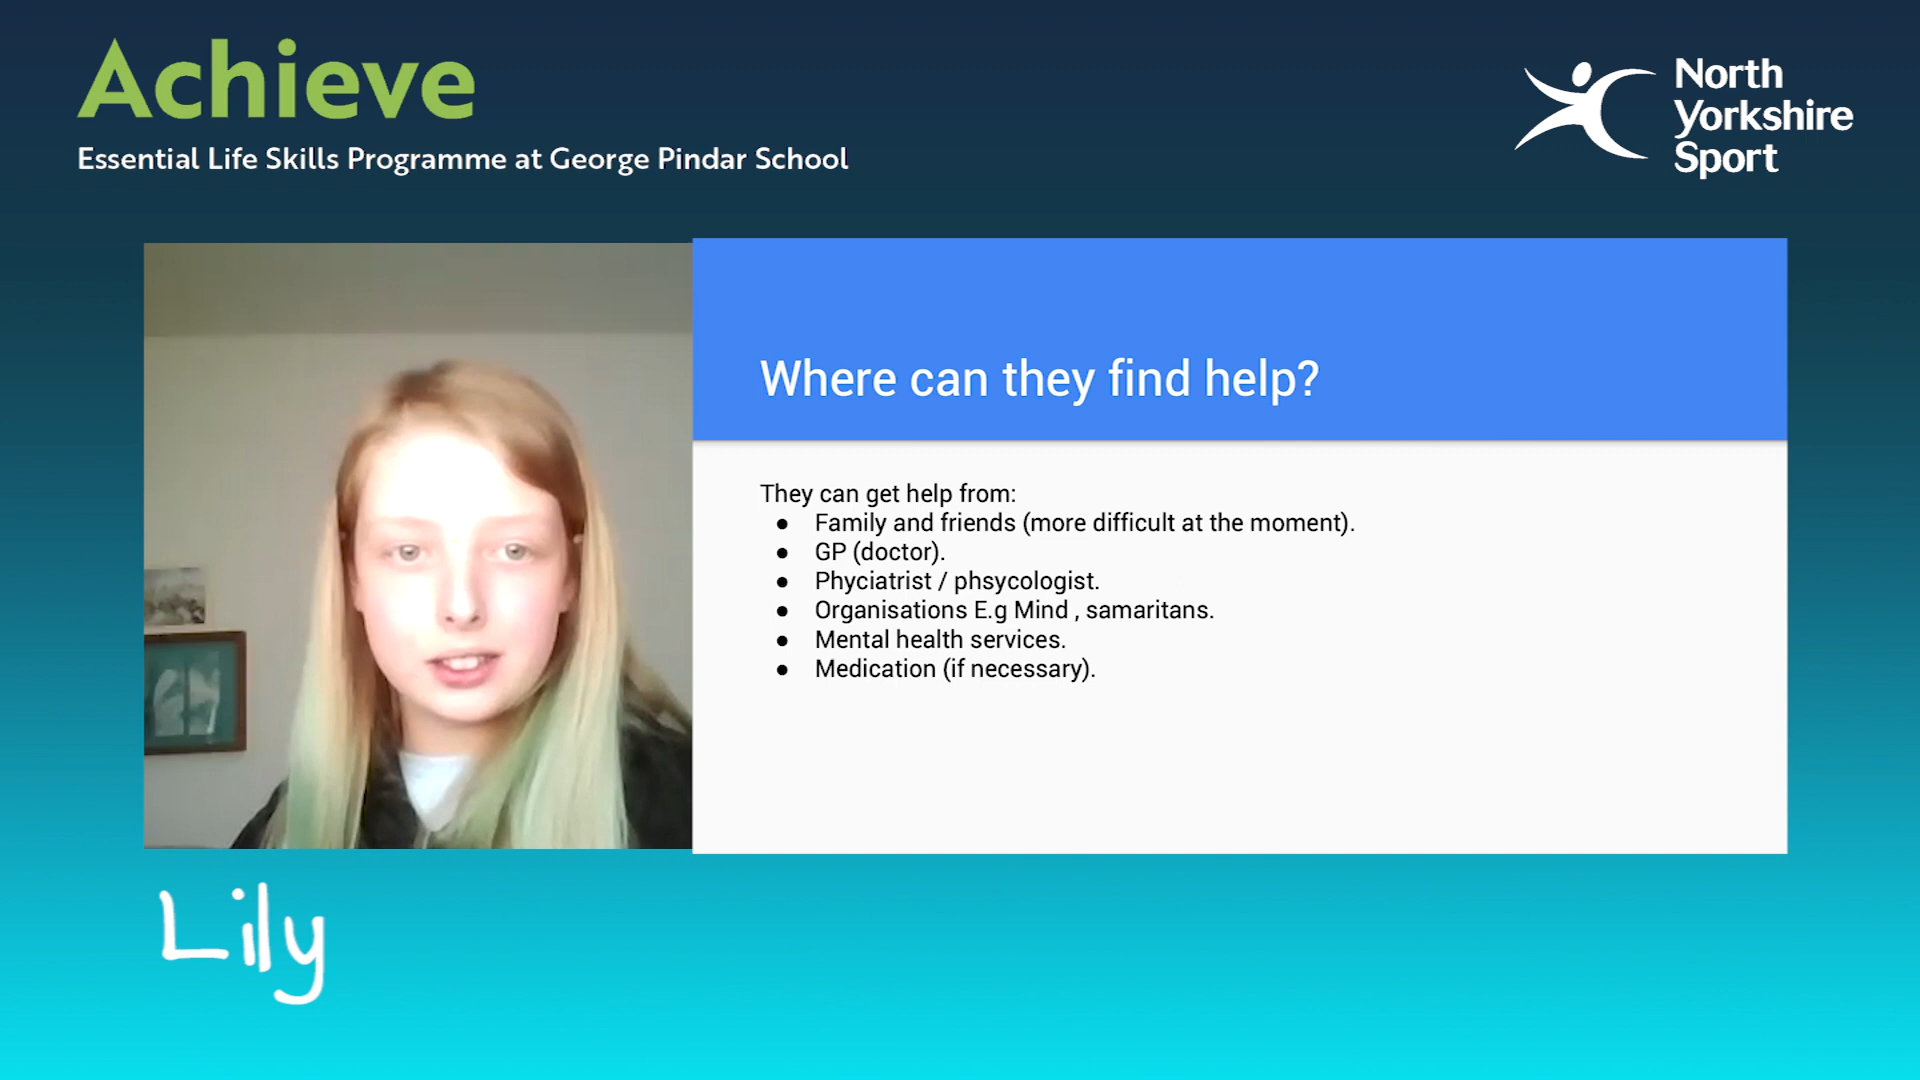 Achieve
Essential Life Skills Programme at George Pindar School
North
Yorkshire
Sport
Where can they find help?
They can get help from:
● Family and friends (more difficult at the moment).
● GP (doctor).
● Phyciatrist / phsycologist.
● Organisations E.g Mind , samaritans.
● Mental health services.
● Medication (if necessary).
Lily